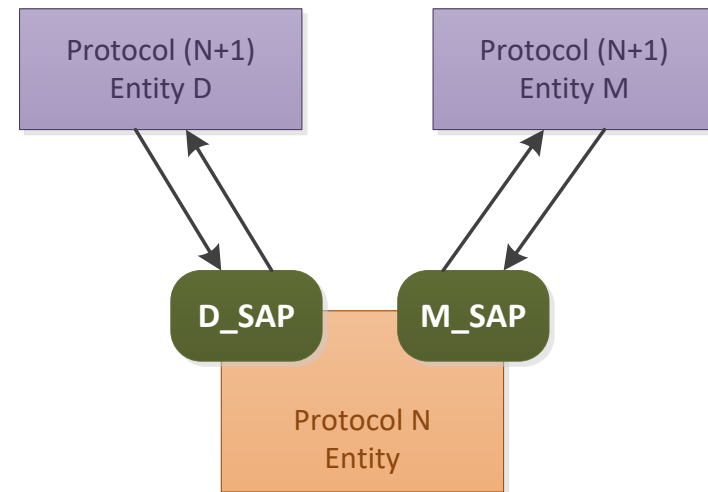 Protocol (N+1)
Entity D
Protocol (N+1)
Entity M
D_SAP
M_SAP
Protocol N
Entity